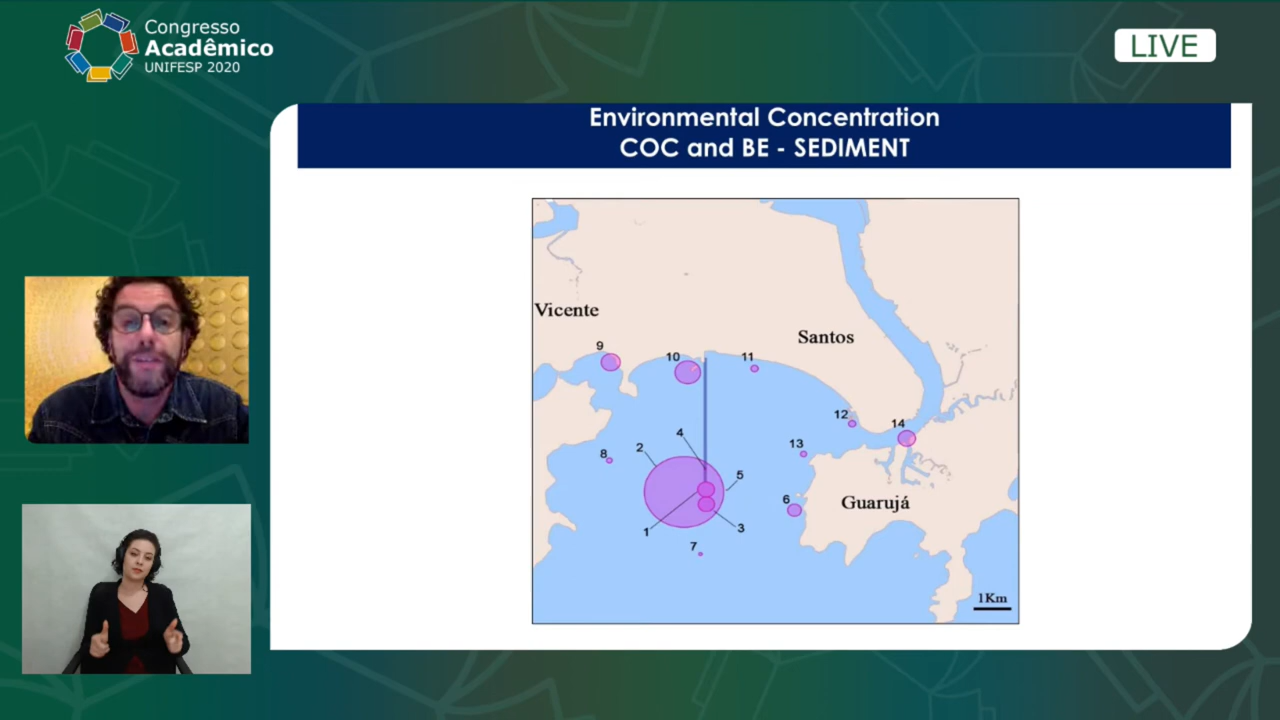 Congresso
Acadêmico
UNIFESP 2020
LIVE
Environmental Concentration
COC and BE - SEDIMENT
Vicente
Santos
9
10
11
12
14
4
2
8
13
5
6
Guarujá
1
3
7
1Km